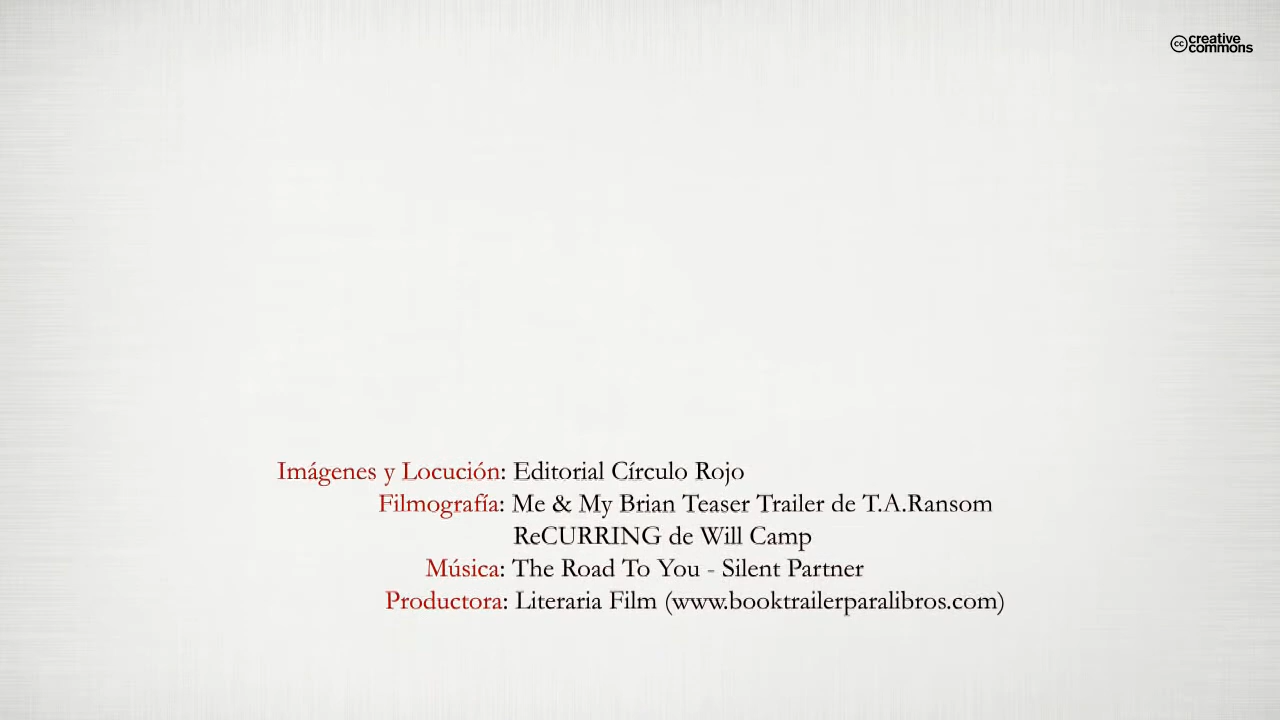 cc creative
commons
Imágenes y Locución: Editorial Círculo Rojo
Filmografía: Me & My Brian Teaser Trailer de T.A.Ransom
ReCURRING de Will Camp
Música: The Road To You - Silent Partner
Productora: Literaria Film (www.booktrailerparalibros.com)